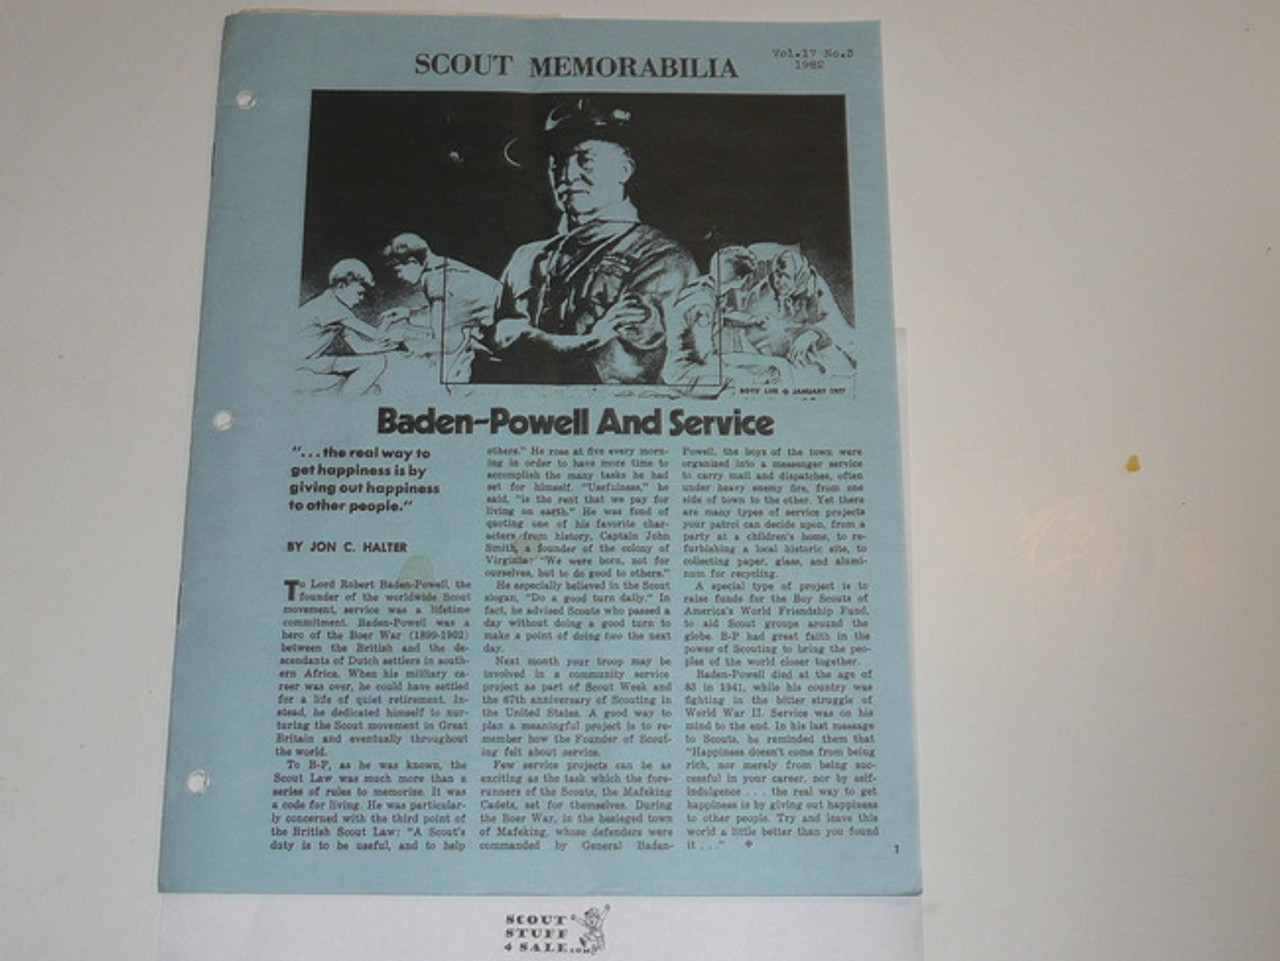 SCOUT MEMORABILIA
Vol.17 No.3
1982
BOYS' LIFE ⊕ JANUARY 1977
Baden-Powell And Service
"...the real way to
get happiness is by
giving out happiness
to other people."
BY JON C. HALTER
To Lord Robert Baden-Powell, the
founder of the worldwide Scout
movement, service was a lifetime
commitment. Baden-Powell was a
hero of the Boer War (1899-1902)
between the British and the de-
scendants of Dutch settlers in south-
ern Africa. When his military ca-
reer was over, he could have settled
for a life of quiet retirement. In-
stead, he dedicated himself to nur-
turing the Scout movement in Great
Britain and eventually throughout
the world.
To B-P, as he was known, the
Scout Law was much more than a
series of rules to memorize. It was
a code for living. He was particular-
ly concerned with the third point of
the British Scout Law: "A Scout's
duty is to be useful, and to help
others." He rose at five every morn-
ing in order to have more time to
accomplish the many tasks he had
set for himself. "Usefulness," he
said, "is the rent that we pay for
living on earth." He was fond of
quoting one of his favorite char-
acters from history, Captain John
Smith, a founder of the colony of
Virginia: "We were born, not for
ourselves, but to do good to others."
He especially believed in the Scout
slogan, "Do a good turn daily." In
fact, he advised Scouts who passed a
day without doing a good turn to
make a point of doing two the next
day.
Next month your troop may be
involved in a community service
project as part of Scout Week and
the 67th anniversary of Scouting in
the United States. A good way to
plan a meaningful project is to re-
member how the Founder of Scout-
ing felt about service.
Few service projects can be as
exciting as the task which the fore-
runners of the Scouts, the Mafeking
Cadets, set for themselves. During
the Boer War, in the besieged town
of Mafeking, whose defenders were
commanded by General Baden-
Powell, the boys of the town were
organized into a messenger service
to carry mail and dispatches, often
under heavy enemy fire, from one
side of town to the other. Yet there
are many types of service projects
your patrol can decide upon, from a
party at a children's home, to re-
furbishing a local historic site, to
collecting paper, glass, and alumi-
num for recycling.
A special type of project is to
raise funds for the Boy Scouts of
America's World Friendship Fund,
to aid Scout groups around the
globe. B-P had great faith in the
power of Scouting to bring the peo-
ples of the world closer together.
Baden-Powell died at the age of
83 in 1941, while his country was
fighting in the bitter struggle of
World War II. Service was on his
mind to the end. In his last message
to Scouts, he reminded them that
"Happiness doesn't come from being
rich, nor merely from being suc-
cessful in your career, nor by self-
indulgence . . . the real way to get
happiness is by giving out happiness
to other people. Try and leave this
world a little better than you found
it . . ." ❖
1
SCOUT
STUFF
4 SALE.com